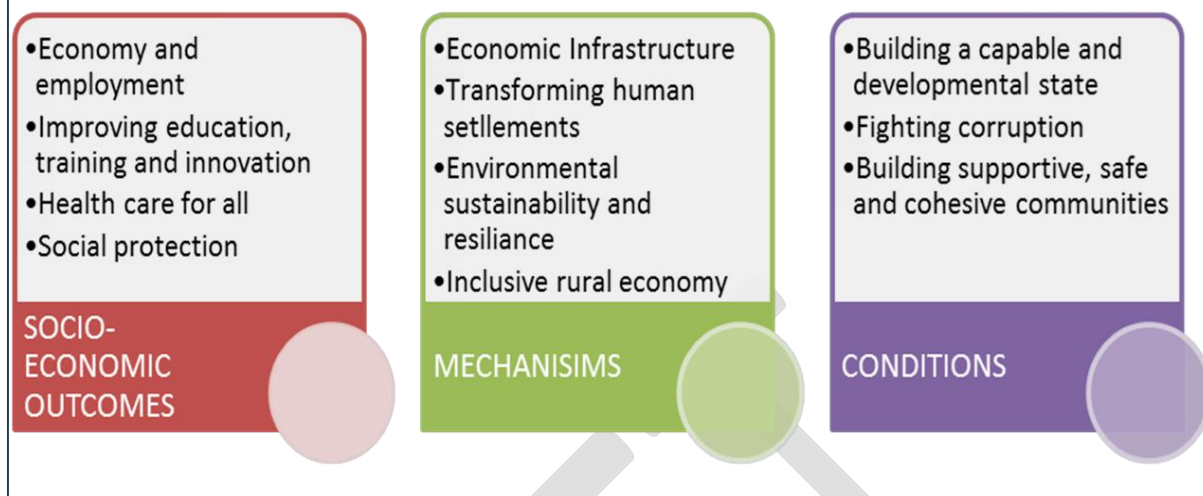 •Economy and
employment
•Improving education,
training and innovation
•Health care for all
•Social protection
SOCIO-
ECONOMIC
OUTCOMES
•Economic Infrastructure
•Transforming human
setllements
•Environmental
sustainability and
resiliance
•Inclusive rural economy
MECHANISIMS
•Building a capable and
developmental state
•Fighting corruption
•Building supportive, safe
and cohesive communities
CONDITIONS